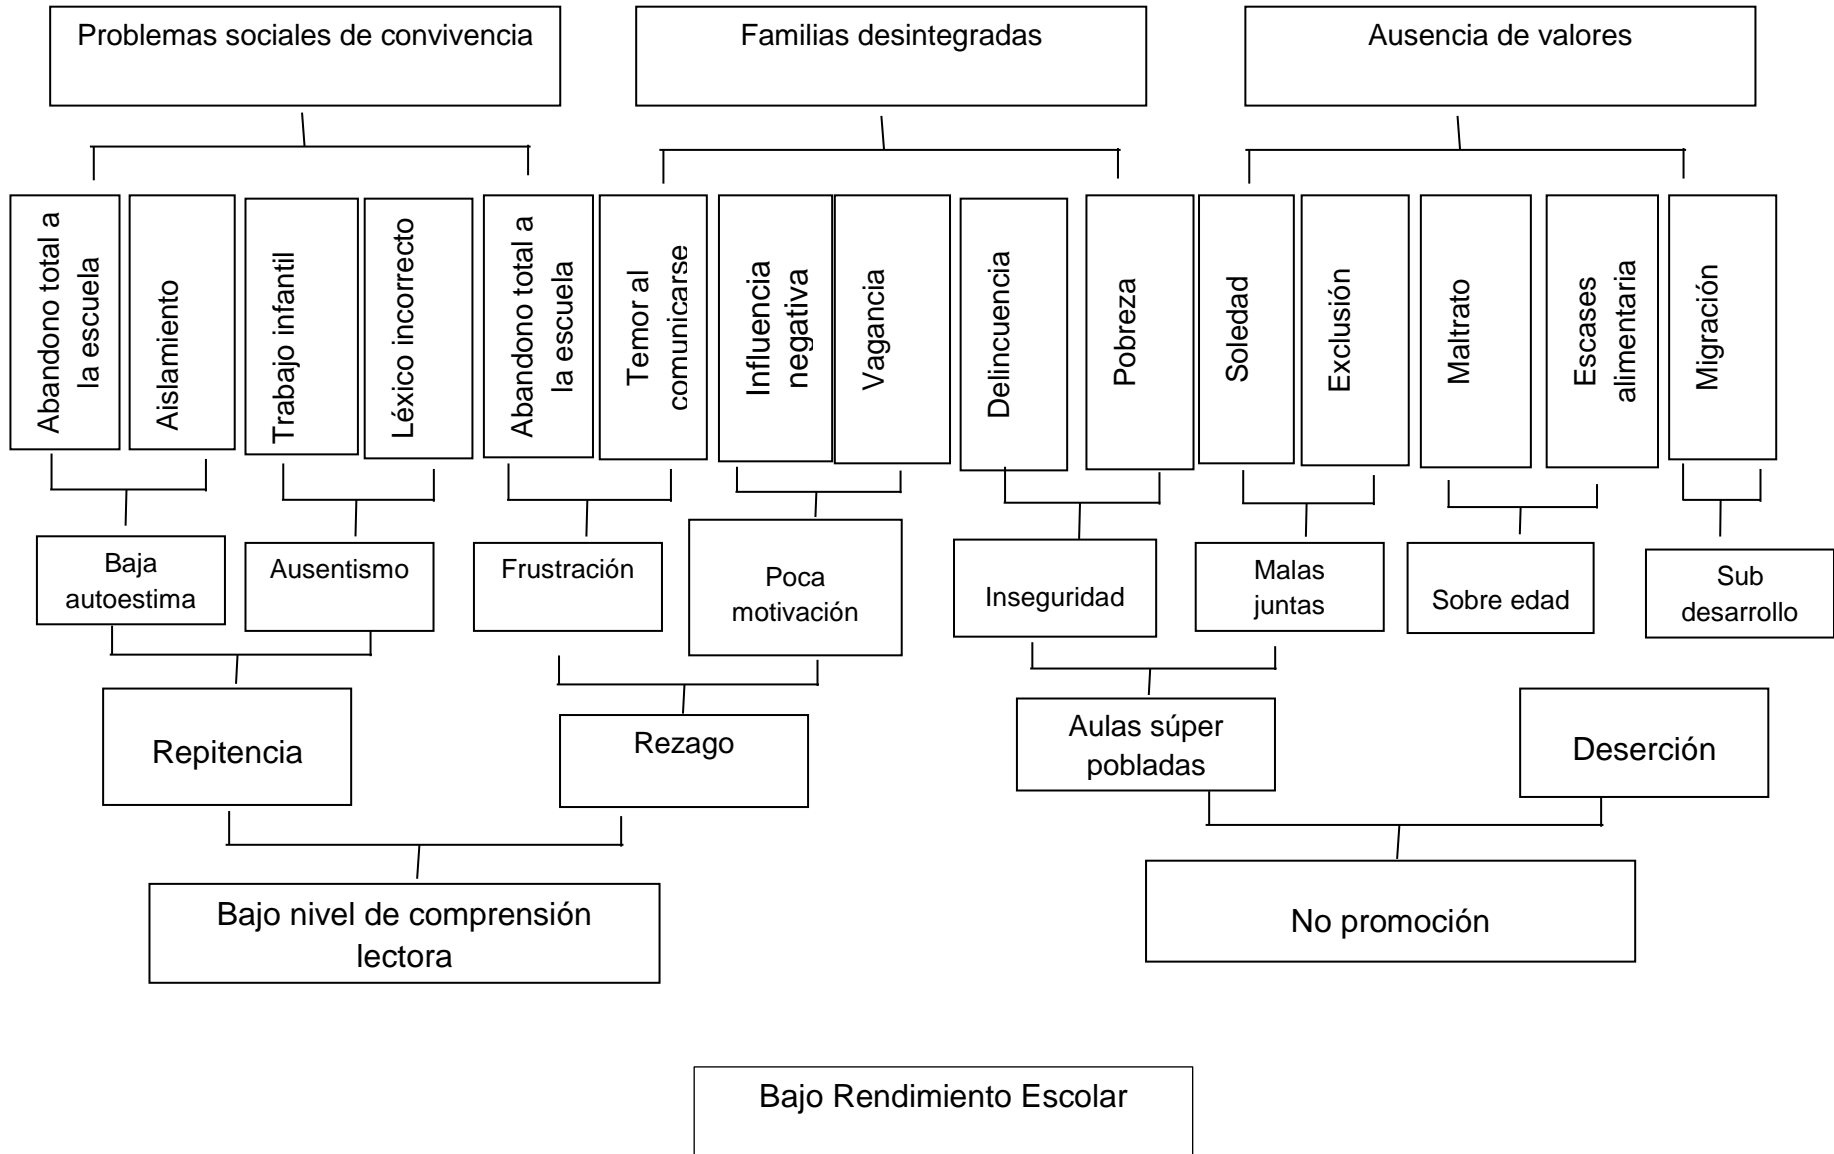 Problemas sociales de convivencia
Familias desintegradas
Ausencia de valores
Abandono total a
la escuela
Aislamiento
Trabajo infantil
Léxico incorrecto
Abandono total a
la escuela
Temor al
comunicarse
Influencia
negativa
Vagancia
Delincuencia
Pobreza
Soledad
Exclusión
Maltrato
Escases
alimentaria
Migración
Baja
autoestima
Ausentismo
Frustración
Poca
motivación
Inseguridad
Malas
juntas
Sobre edad
Sub
desarrollo
Repitencia
Rezago
Aulas súper
pobladas
Deserción
Bajo nivel de comprensión
lectora
No promoción
Bajo Rendimiento Escolar